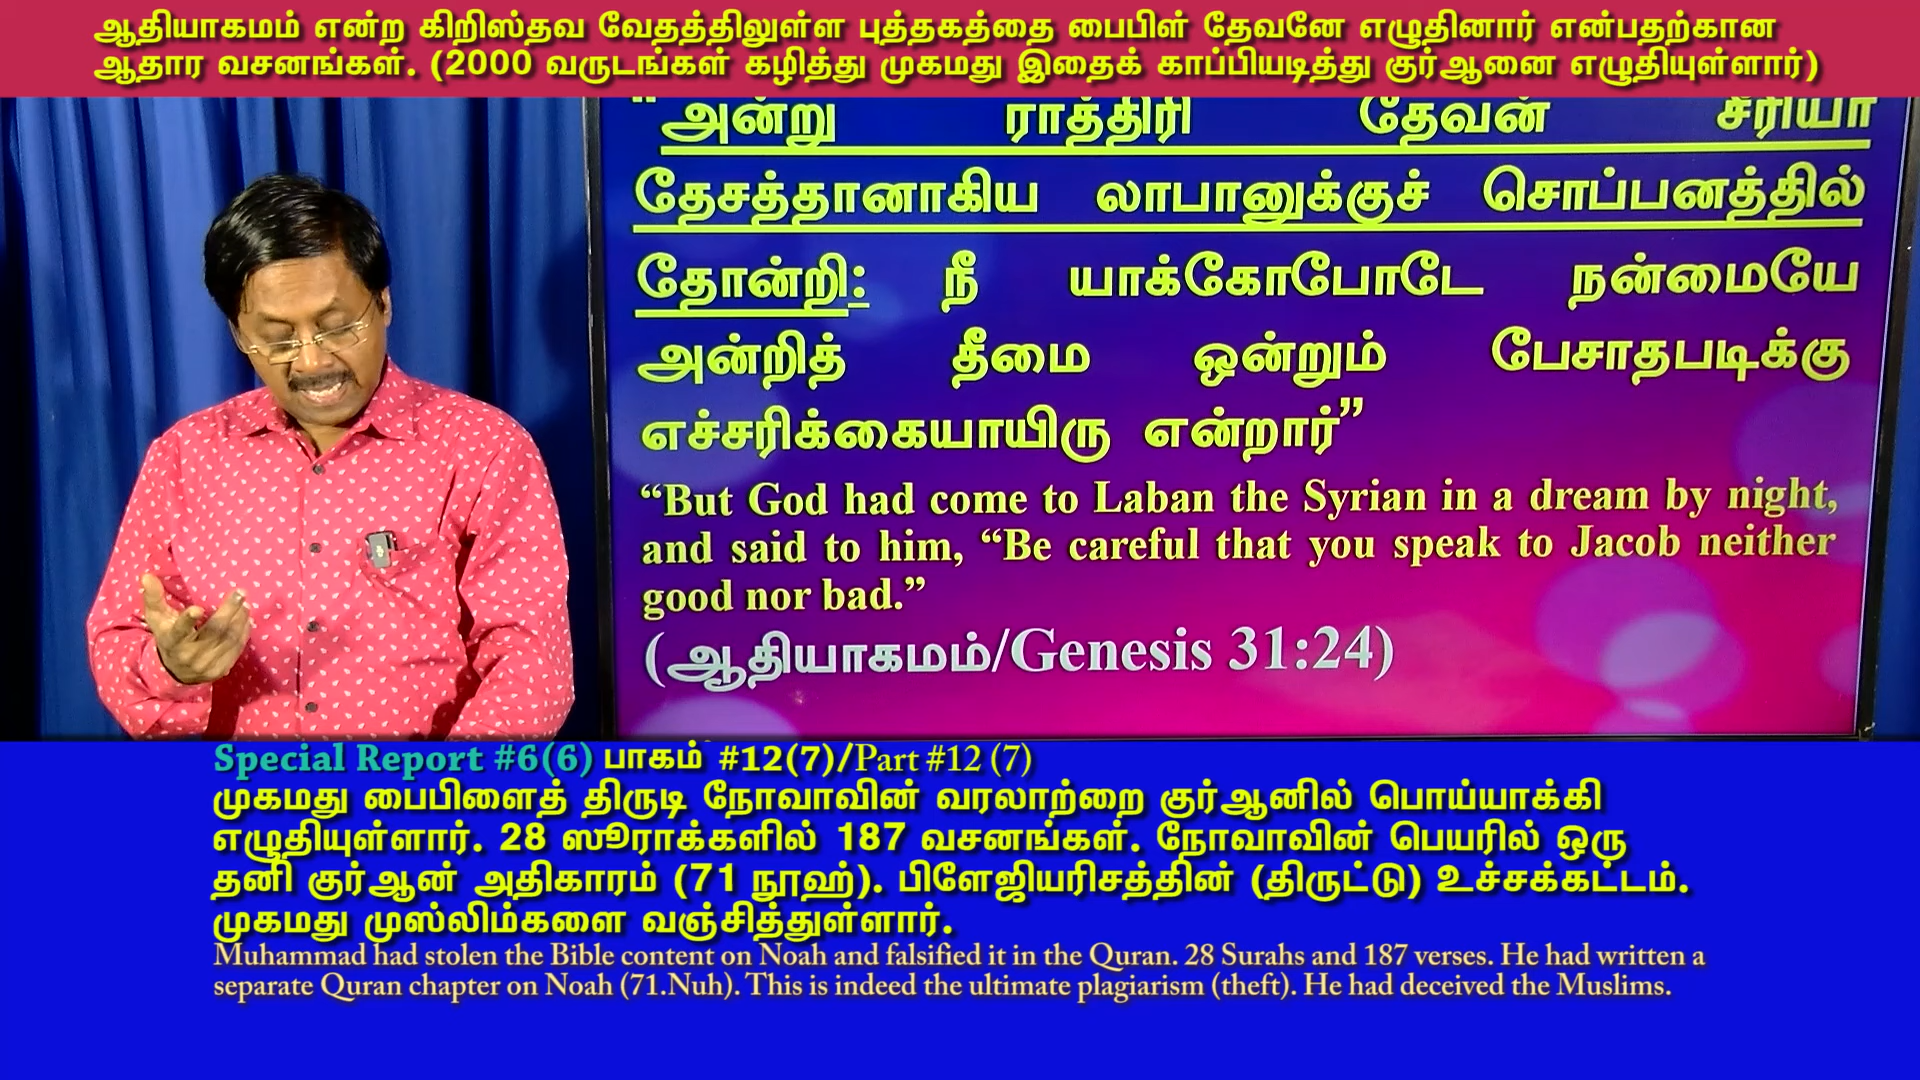 ஆதியாகமம் என்ற கிறிஸ்தவ வேதத்திலுள்ள புத்தகத்தை பைபிள் தேவனே எழுதினார் என்பதற்கான
ஆதார வசனங்கள். (2000 வருடங்கள் கழித்து முகமது இதைக் காப்பியடித்து குர்ஆனை எழுதியுள்ளார்)
"அன்று ராத்திரி தேவன் சீரியா
தேசத்தானாகிய லாபானுக்குச் சொப்பனத்தில்
தோன்றி: நீ யாக்கோபோடே நன்மையே
அன்றித் தீமை ஒன்றும் பேசாதபடிக்கு
எச்சரிக்கையாயிரு என்றார்”
“But God had come to Laban the Syrian in a dream by night,
and said to him, “Be careful that you speak to Jacob neither
good nor bad.”
(ஆதியாகமம்/Genesis 31:24)
Special Report #6(6) பாகம் #12(7)/Part #12 (7)
முகமது பைபிளைத் திருடி நோவாவின் வரலாற்றை குர்ஆனில் பொய்யாக்கி
எழுதியுள்ளார். 28 ஸூராக்களில் 187 வசனங்கள். நோவாவின் பெயரில் ஒரு
தனி குர்ஆன் அதிகாரம் (71 நூஹ்). பிளேஜியரிசத்தின் (திருட்டு) உச்சக்கட்டம்.
முகமது முஸ்லிம்களை வஞ்சித்துள்ளார்.
Muhammad had stolen the Bible content on Noah and falsified it in the Quran. 28 Surahs and 187 verses. He had written a
separate Quran chapter on Noah (71.Nuh). This is indeed the ultimate plagiarism (theft). He had deceived the Muslims.